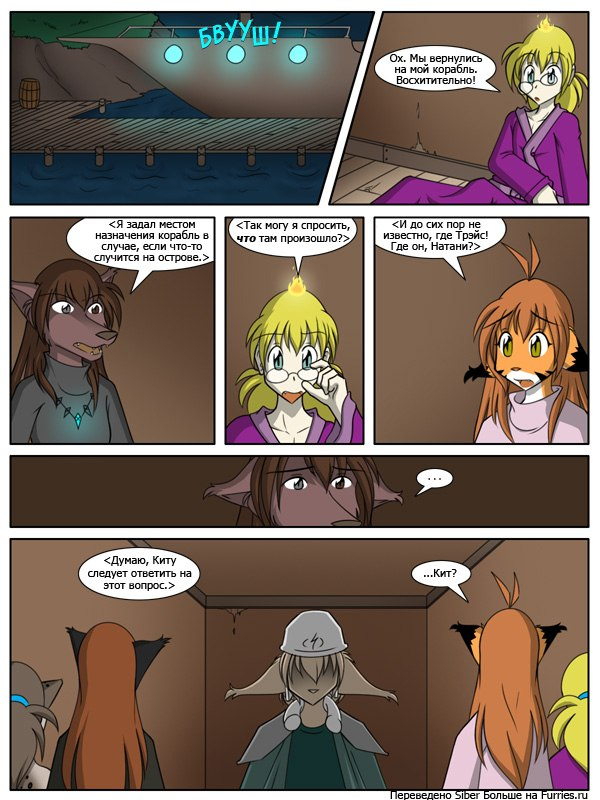 БВУУШ!
Ох. Мы вернулись
на мой корабль.
Восхитительно!
<Я задал местом
назначения корабль в
случае, если что-то
случится на острове.>
<Так могу я спросить,
что там произошло?>
<И до сих пор не
известно, где Трэйс!
Где он, Натани?>
...
<Думаю, Киту
следует ответить на
этот вопрос.>
...Кит?
Переведено Siber Больше на Furries.ru